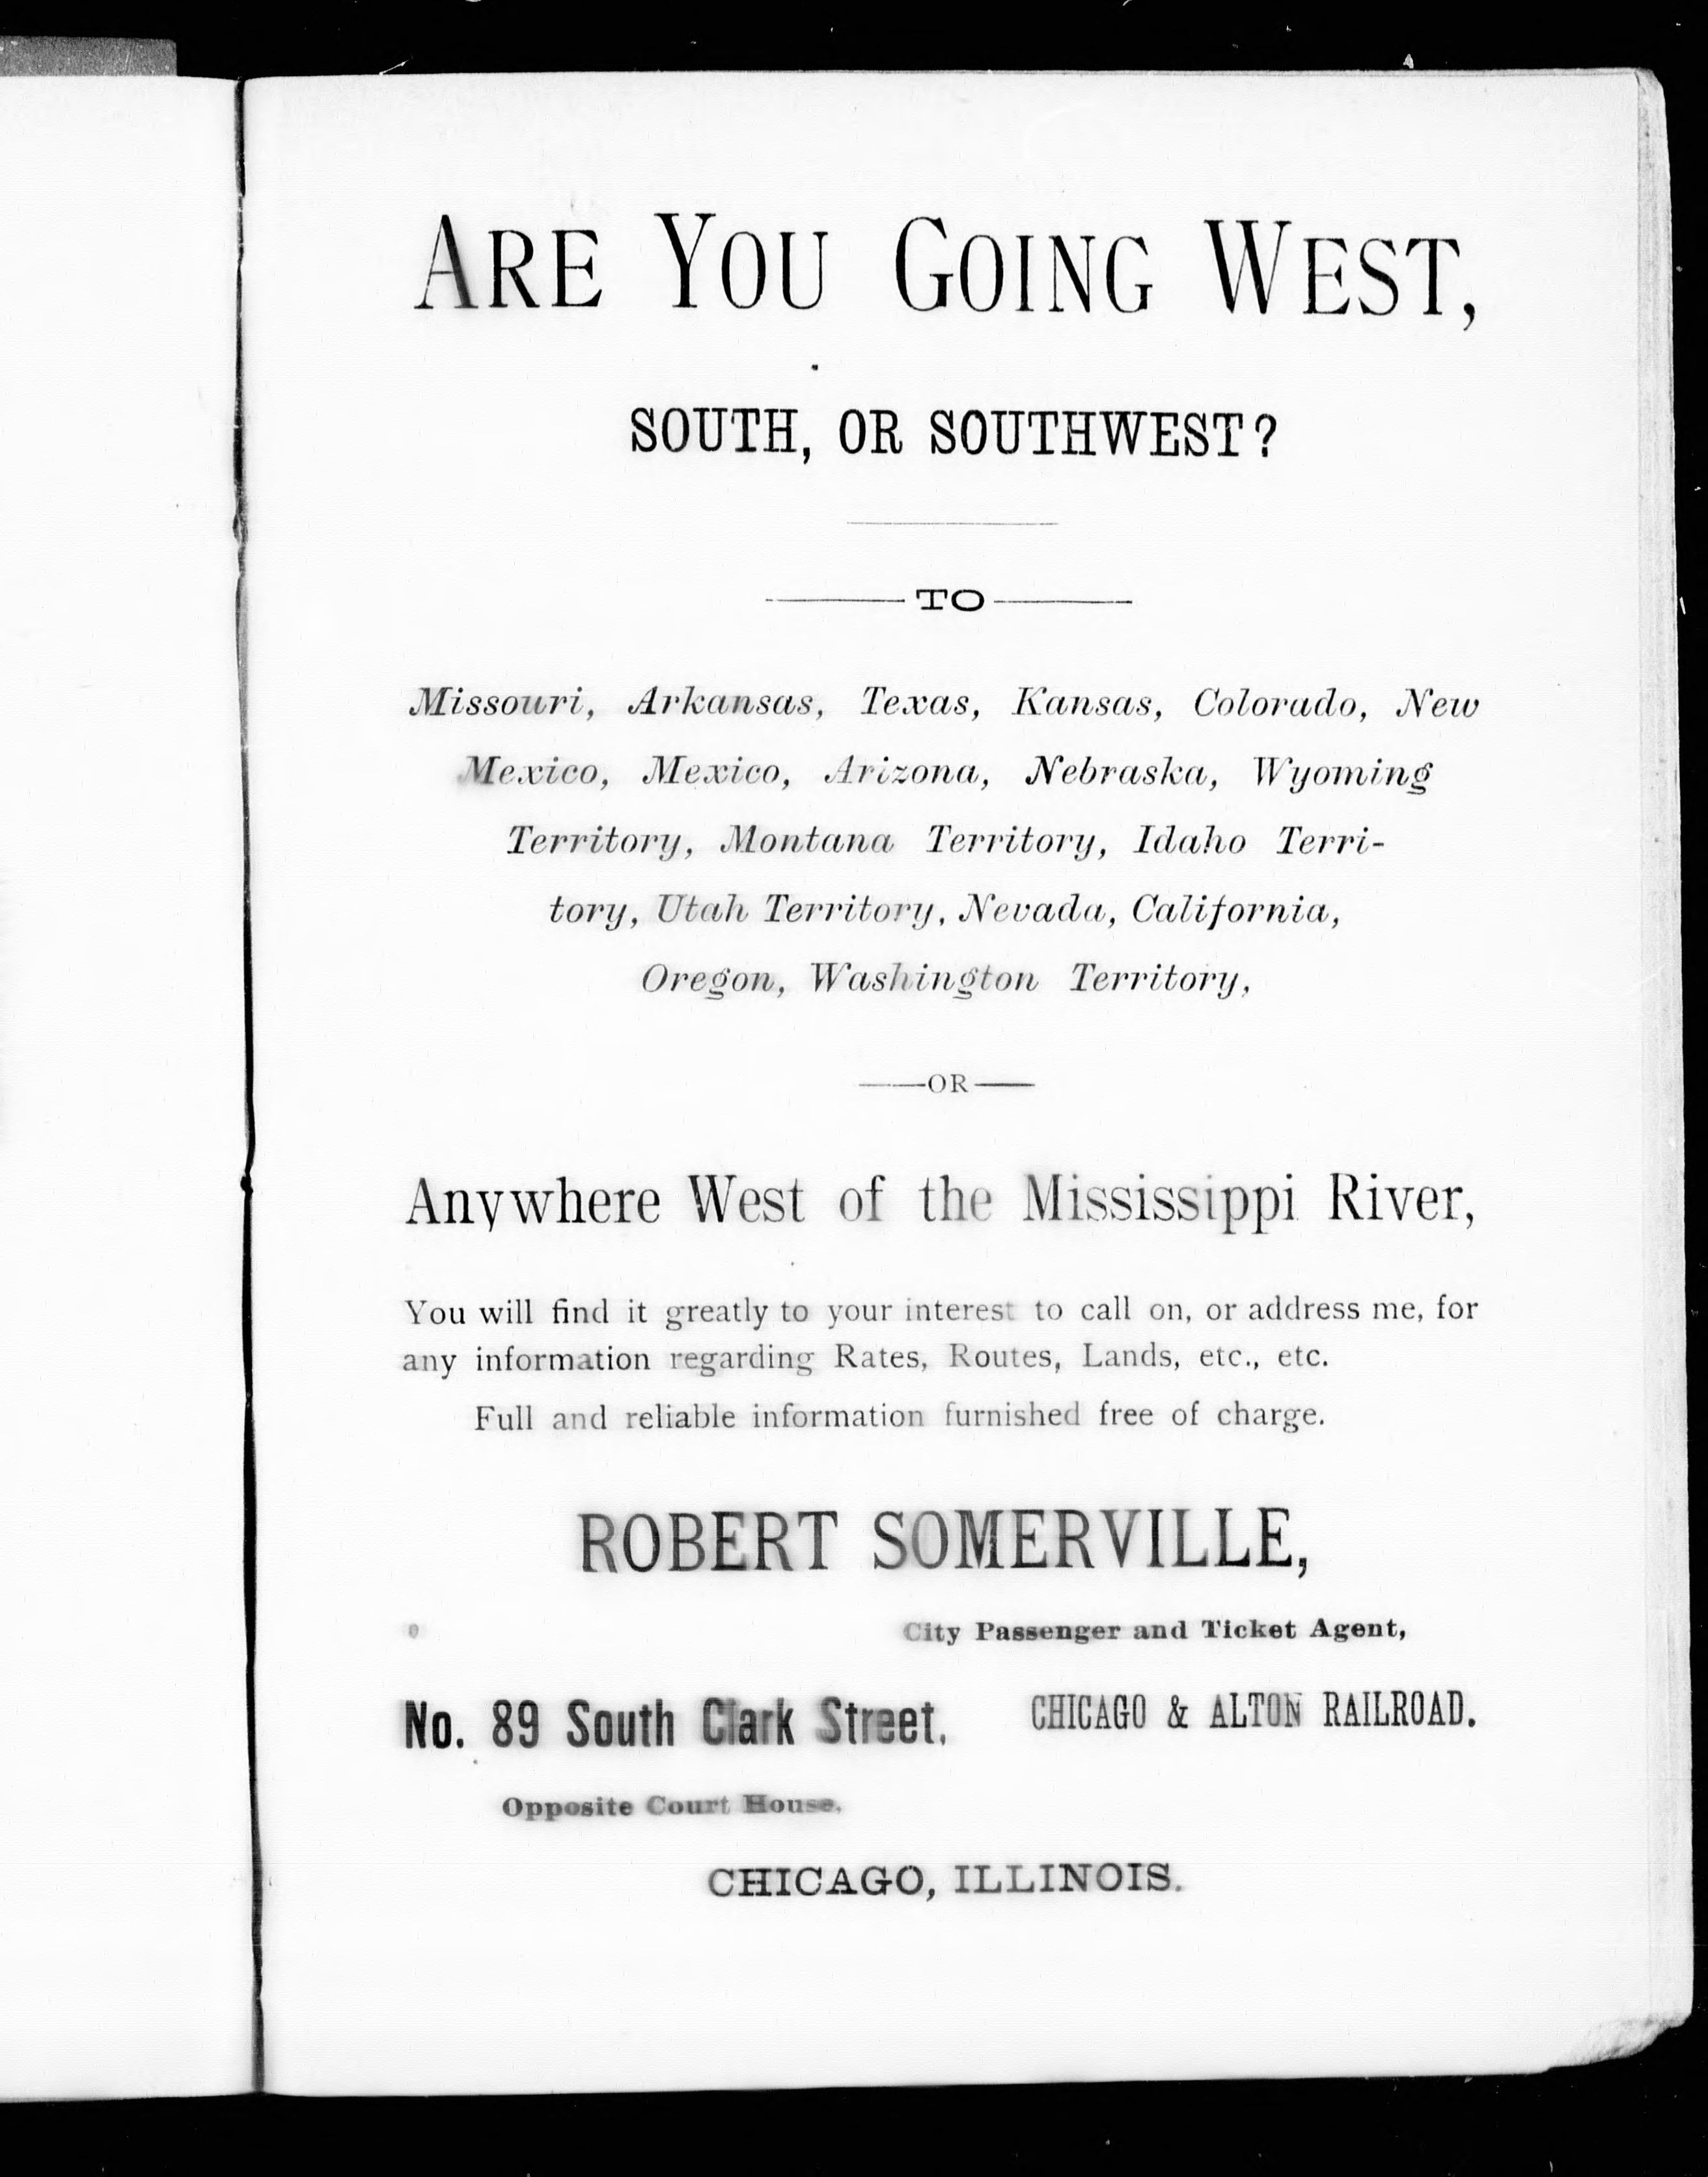 ARE YOU GOING WEST,
SOUTH, OR SOUTHWEST?
TO
Missouri, Arkansas, Texas, Kansas, Colorado, New
Mexico, Mexico, Arizona, Nebraska, Wyoming
Territory, Montana Territory, Idaho Terri-
tory, Utah Territory, Nevada, California,
Oregon, Washington Territory,
OR
Anywhere West of the Mississippi River,
You will find it greatly to your interest to call on, or address me, for
any information regarding Rates, Routes, Lands, etc., etc.
Full and reliable information furnished free of charge.
ROBERT SOMERVILLE,
City Passenger and Ticket Agent,
CHICAGO & ALTON RAILROAD.
No. 89 South Clark Street.
Opposite Court House.
CHICAGO, ILLINOIS.